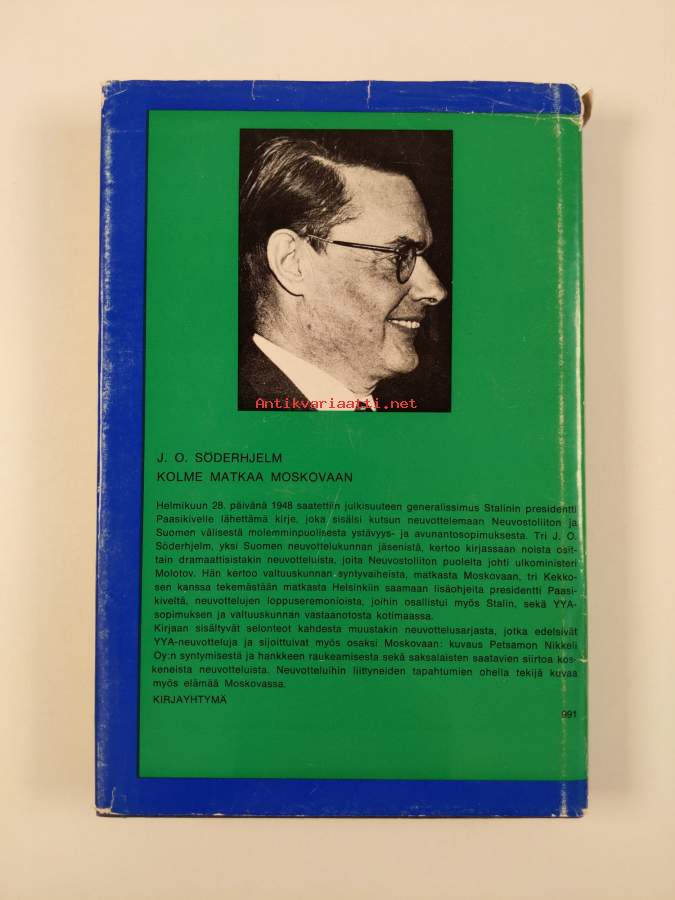 Antikvariaatti.net
J. O. SÖDERHJELM
KOLME MATKAA MOSKOVAAN
Helmikuun 28. päivänä 1948 saatettiin julkisuuteen generalissimus Stalinin presidentti
Paasikivelle lähettämä kirje, joka sisälsi kutsun neuvottelemaan Neuvostoliiton ja
Suomen välisestä molemminpuolisesta ystävyys- ja avunantosopimuksesta. Tri J. O.
Söderhjelm, yksi Suomen neuvottelukunnan jäsenistä, kertoo kirjassaan noista osit-
tain dramaattisistakin neuvotteluista, joita Neuvostoliiton puolelta johti ulkoministeri
Molotov. Hän kertoo valtuuskunnan syntyvaiheista, matkasta Moskovaan, tri Kekko-
sen kanssa tekemästään matkasta Helsinkiin saamaan lisäohjeita presidentti Paasi-
kiveltä, neuvottelujen loppuseremonioista, joihin osallistui myös Stalin, sekä YYA-
sopimuksen ja valtuuskunnan vastaanotosta kotimaassa.
Kirjaan sisältyvät selonteot kahdesta muustakin neuvottelusarjasta, jotka edelsivät
YYA-neuvotteluja ja sijoittuivat myös osaksi Moskovaan: kuvaus Petsamon Nikkeli
Oy:n syntymisestä ja hankkeen raukeamisesta sekä saksalaisten saatavien siirtoa kos-
keneista neuvotteluista. Neuvotteluihin liittyneiden tapahtumien ohella tekijä kuvaa
myös elämää Moskovassa.
KIRJAYHTYMÄ
991